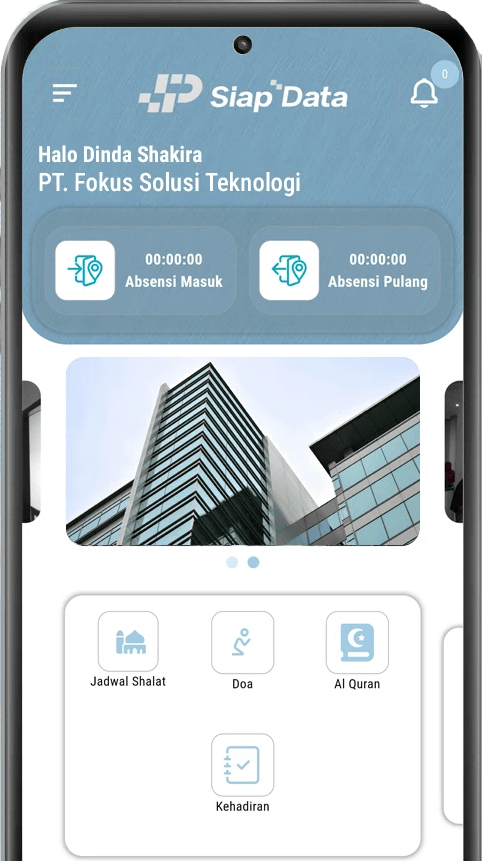 0
Siap Data
Halo Dinda Shakira
PT. Fokus Solusi Teknologi
00:00:00
Absensi Masuk
00:00:00
Absensi Pulang
Jadwal Shalat
Doa
Al Quran
Kehadiran